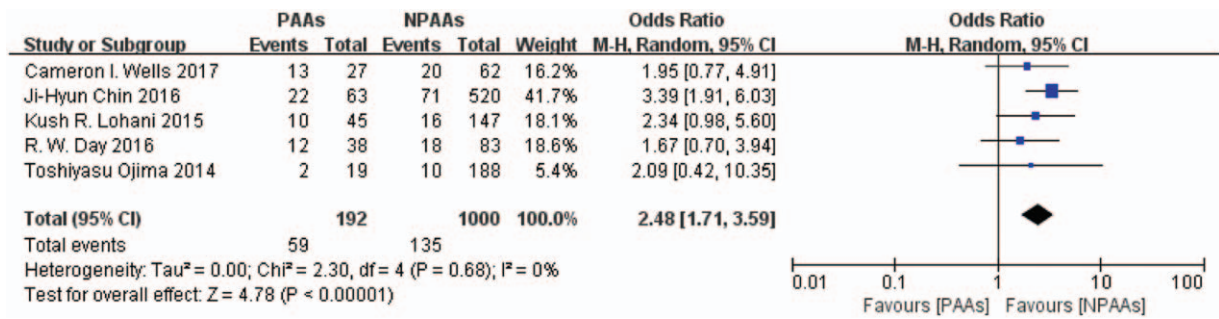 PAAs NPAAs Odds Ratio Odds Ratio
Study or Subgroup Events Total Events Total Weight M-H, Random, 95% CI M-H, Random, 95% CI
Cameron I. Wells 2017 13 27 20 62 16.2% 1.95 [0.77, 4.91]
Ji-Hyun Chin 2016 22 63 71 520 41.7% 3.39 [1.91, 6.03]
Kush R. Lohani 2015 10 45 16 147 18.1% 2.34 [0.98, 5.60]
R. W. Day 2016 12 38 18 83 18.6% 1.67 [0.70, 3.94]
Toshiyasu Ojima 2014 2 19 10 188 5.4% 2.09 [0.42, 10.35]
Total (95% CI) 192 1000 100.0% 2.48 [1.71, 3.59]
Total events 59 135
Heterogeneity: Tau² = 0.00; Chi² = 2.30, df = 4 (P = 0.68); I² = 0%
Test for overall effect: Z = 4.78 (P < 0.00001)
0.01 0.1 1 10 100
Favours [PAAs] Favours [NPAAs]